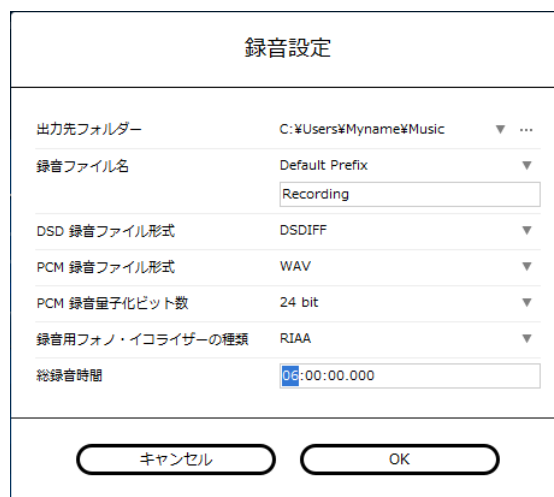 録音設定
出力先フォルダー C:¥Users¥Myname¥Music ▼ ...
録音ファイル名 Default Prefix ▼
Recording
DSD 録音ファイル形式 DSDIFF ▼
PCM 録音ファイル形式 WAV ▼
PCM 録音量子化ビット数 24 bit ▼
録音用フォノ・イコライザーの種類 RIAA ▼
総録音時間 06:00:00.000
キャンセル OK